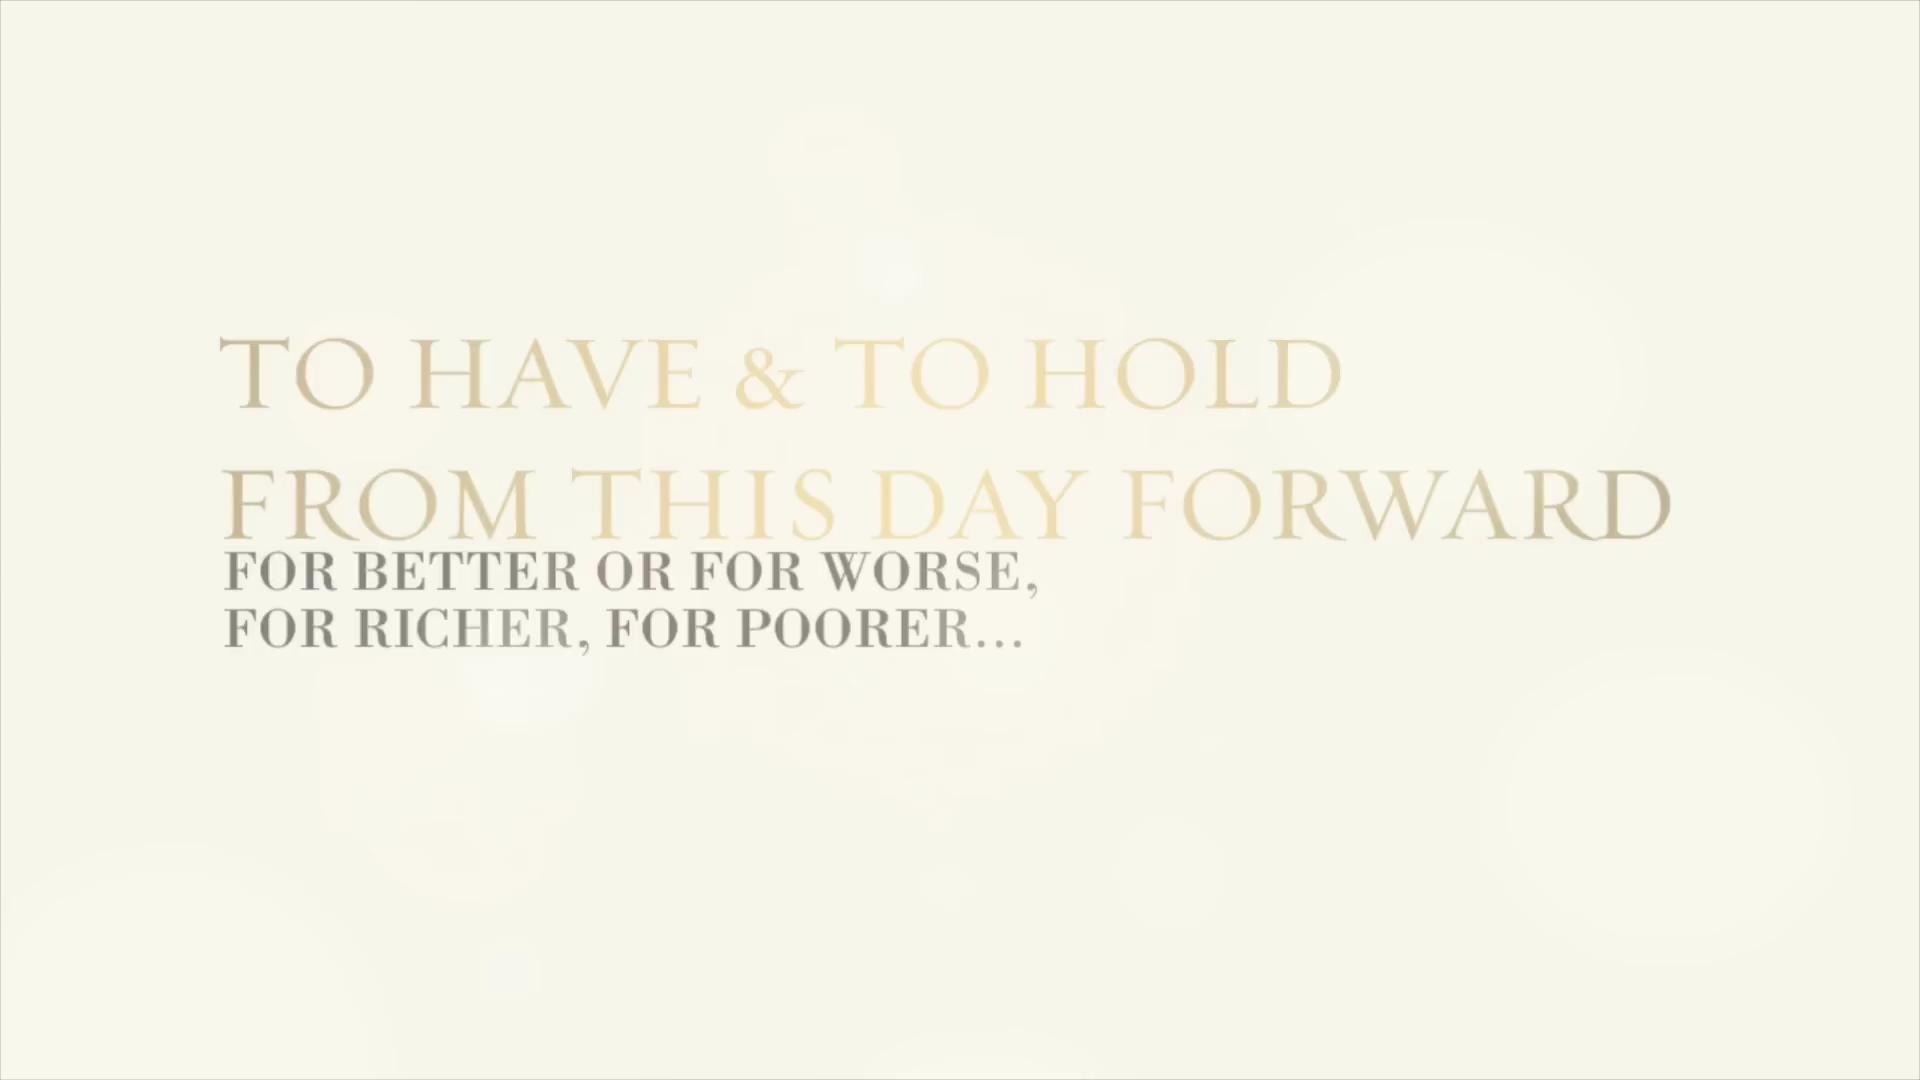 TO HAVE & TO HOLD
FROM THIS DAY FORWARD
FOR BETTER OR FOR WORSE,
FOR RICHER, FOR POORER...